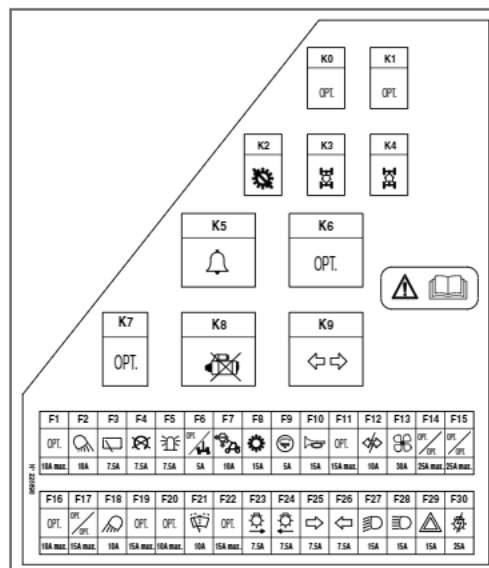 K0 K1
OPT. OPT.
K2 K3 K4
K5 K6
OPT.
K7 K8 K9
OPT.
F1 F2 F3 F4 F5 F6 F7 F8 F9 F10 F11 F12 F13 F14 F15
OPT. OPT. OPT. OPT. OPT. OPT. OPT.
10A max. 10A 7.5A 7.5A 7.5A 5A 10A 15A 5A 15A 15A max. 10A 30A 25A max. 25A max.
F16 F17 F18 F19 F20 F21 F22 F23 F24 F25 F26 F27 F28 F29 F30
OPT. OPT. OPT. OPT. OPT. OPT.
10A max. 15A max. 10A 15A max. 10A max. 10A 15A max. 7.5A 7.5A 7.5A 7.5A 15A 15A 15A 25A